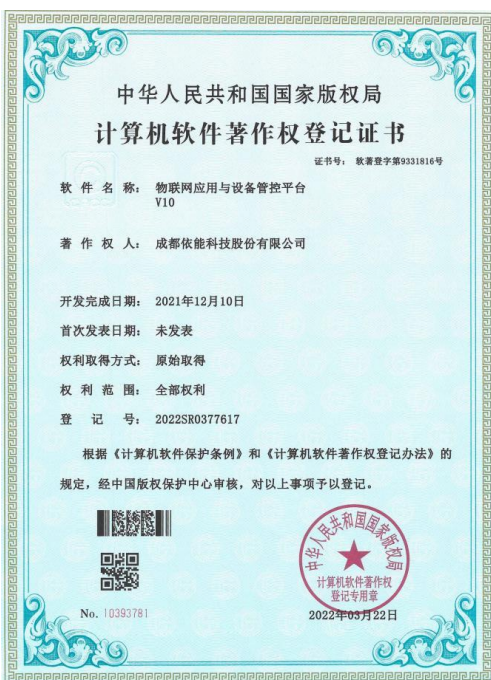 中华人民共和国国家版权局
计算机软件著作权登记证书
证书号： 软著登字第9331816号
软件名称： 物联网应用与设备管控平台
V10
著作权人： 成都依能科技股份有限公司
开发完成日期： 2021年12月10日
首次发表日期： 未发表
权利取得方式： 原始取得
权利范围： 全部权利
登记号： 2022SR0377617
根据《计算机软件保护条例》和《计算机软件著作权登记办法》的
规定，经中国版权保护中心审核，对以上事项予以登记。
中华人民共和国国家版权局
计算机软件著作权
登记专用章
No. 10393781
2022年03月22日